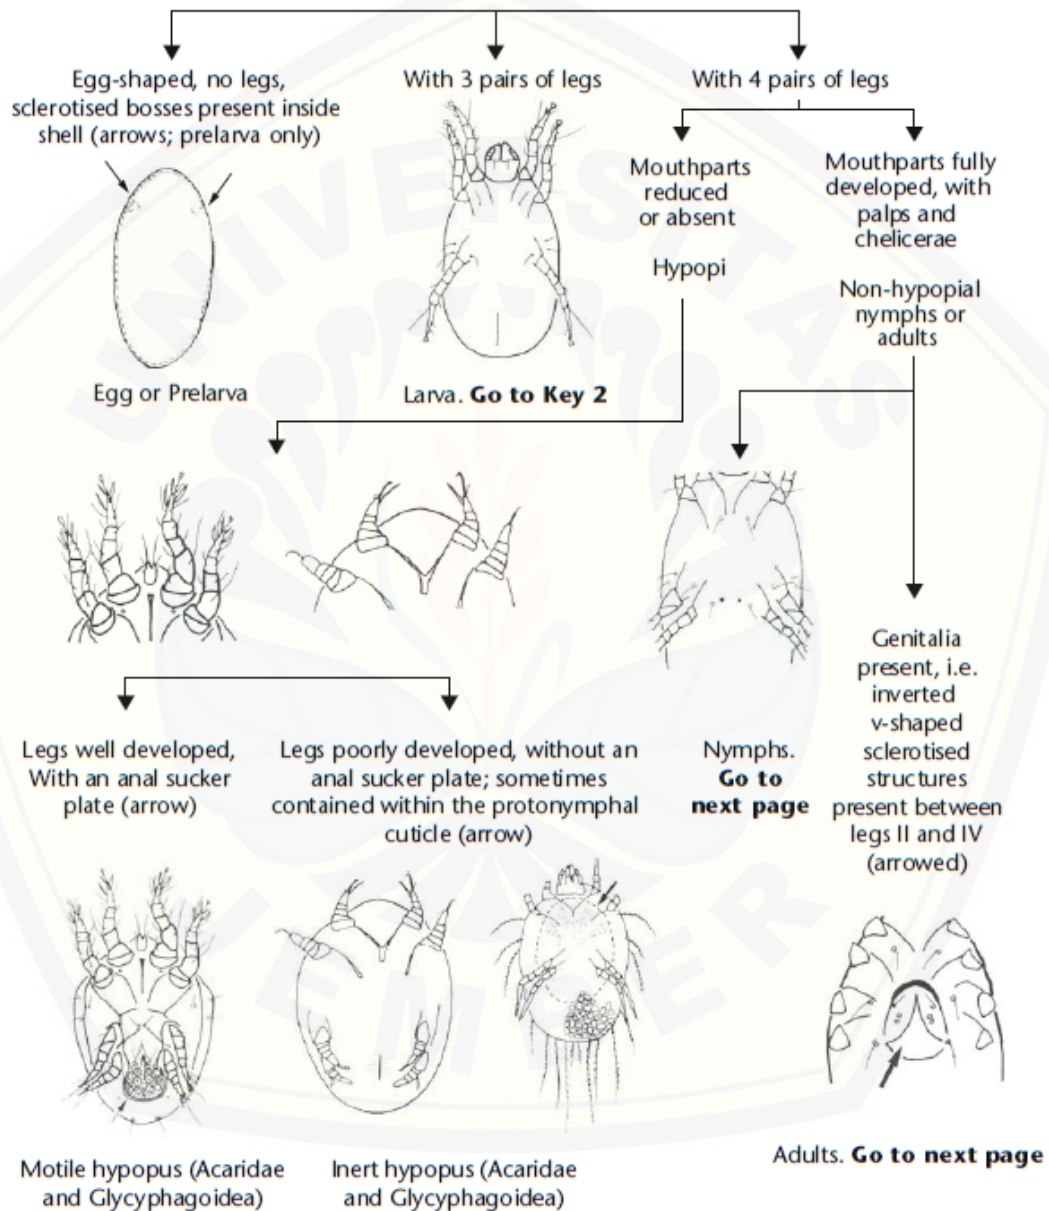 Egg-shaped, no legs,
sclerotised bosses present inside
shell (arrows; prelarva only)
With 3 pairs of legs
With 4 pairs of legs
Mouthparts
reduced
or absent
Hypopi
Mouthparts fully
developed, with
palps and
chelicerae
Non-hypopial
nymphs or
adults
Egg or Prelarva
Larva. Go to Key 2
Legs well developed,
With an anal sucker
plate (arrow)
Legs poorly developed, without an
anal sucker plate; sometimes
contained within the protonymphal
cuticle (arrow)
Nymphs.
Go to
next page
Genitalia
present, i.e.
inverted
v-shaped
sclerotised
structures
present between
legs II and IV
(arrowed)
Motile hypopus (Acaridae
and Glycyphagoidea)
Inert hypopus (Acaridae
and Glycyphagoidea)
Adults. Go to next page
UNIVERSITAS
JEMBER